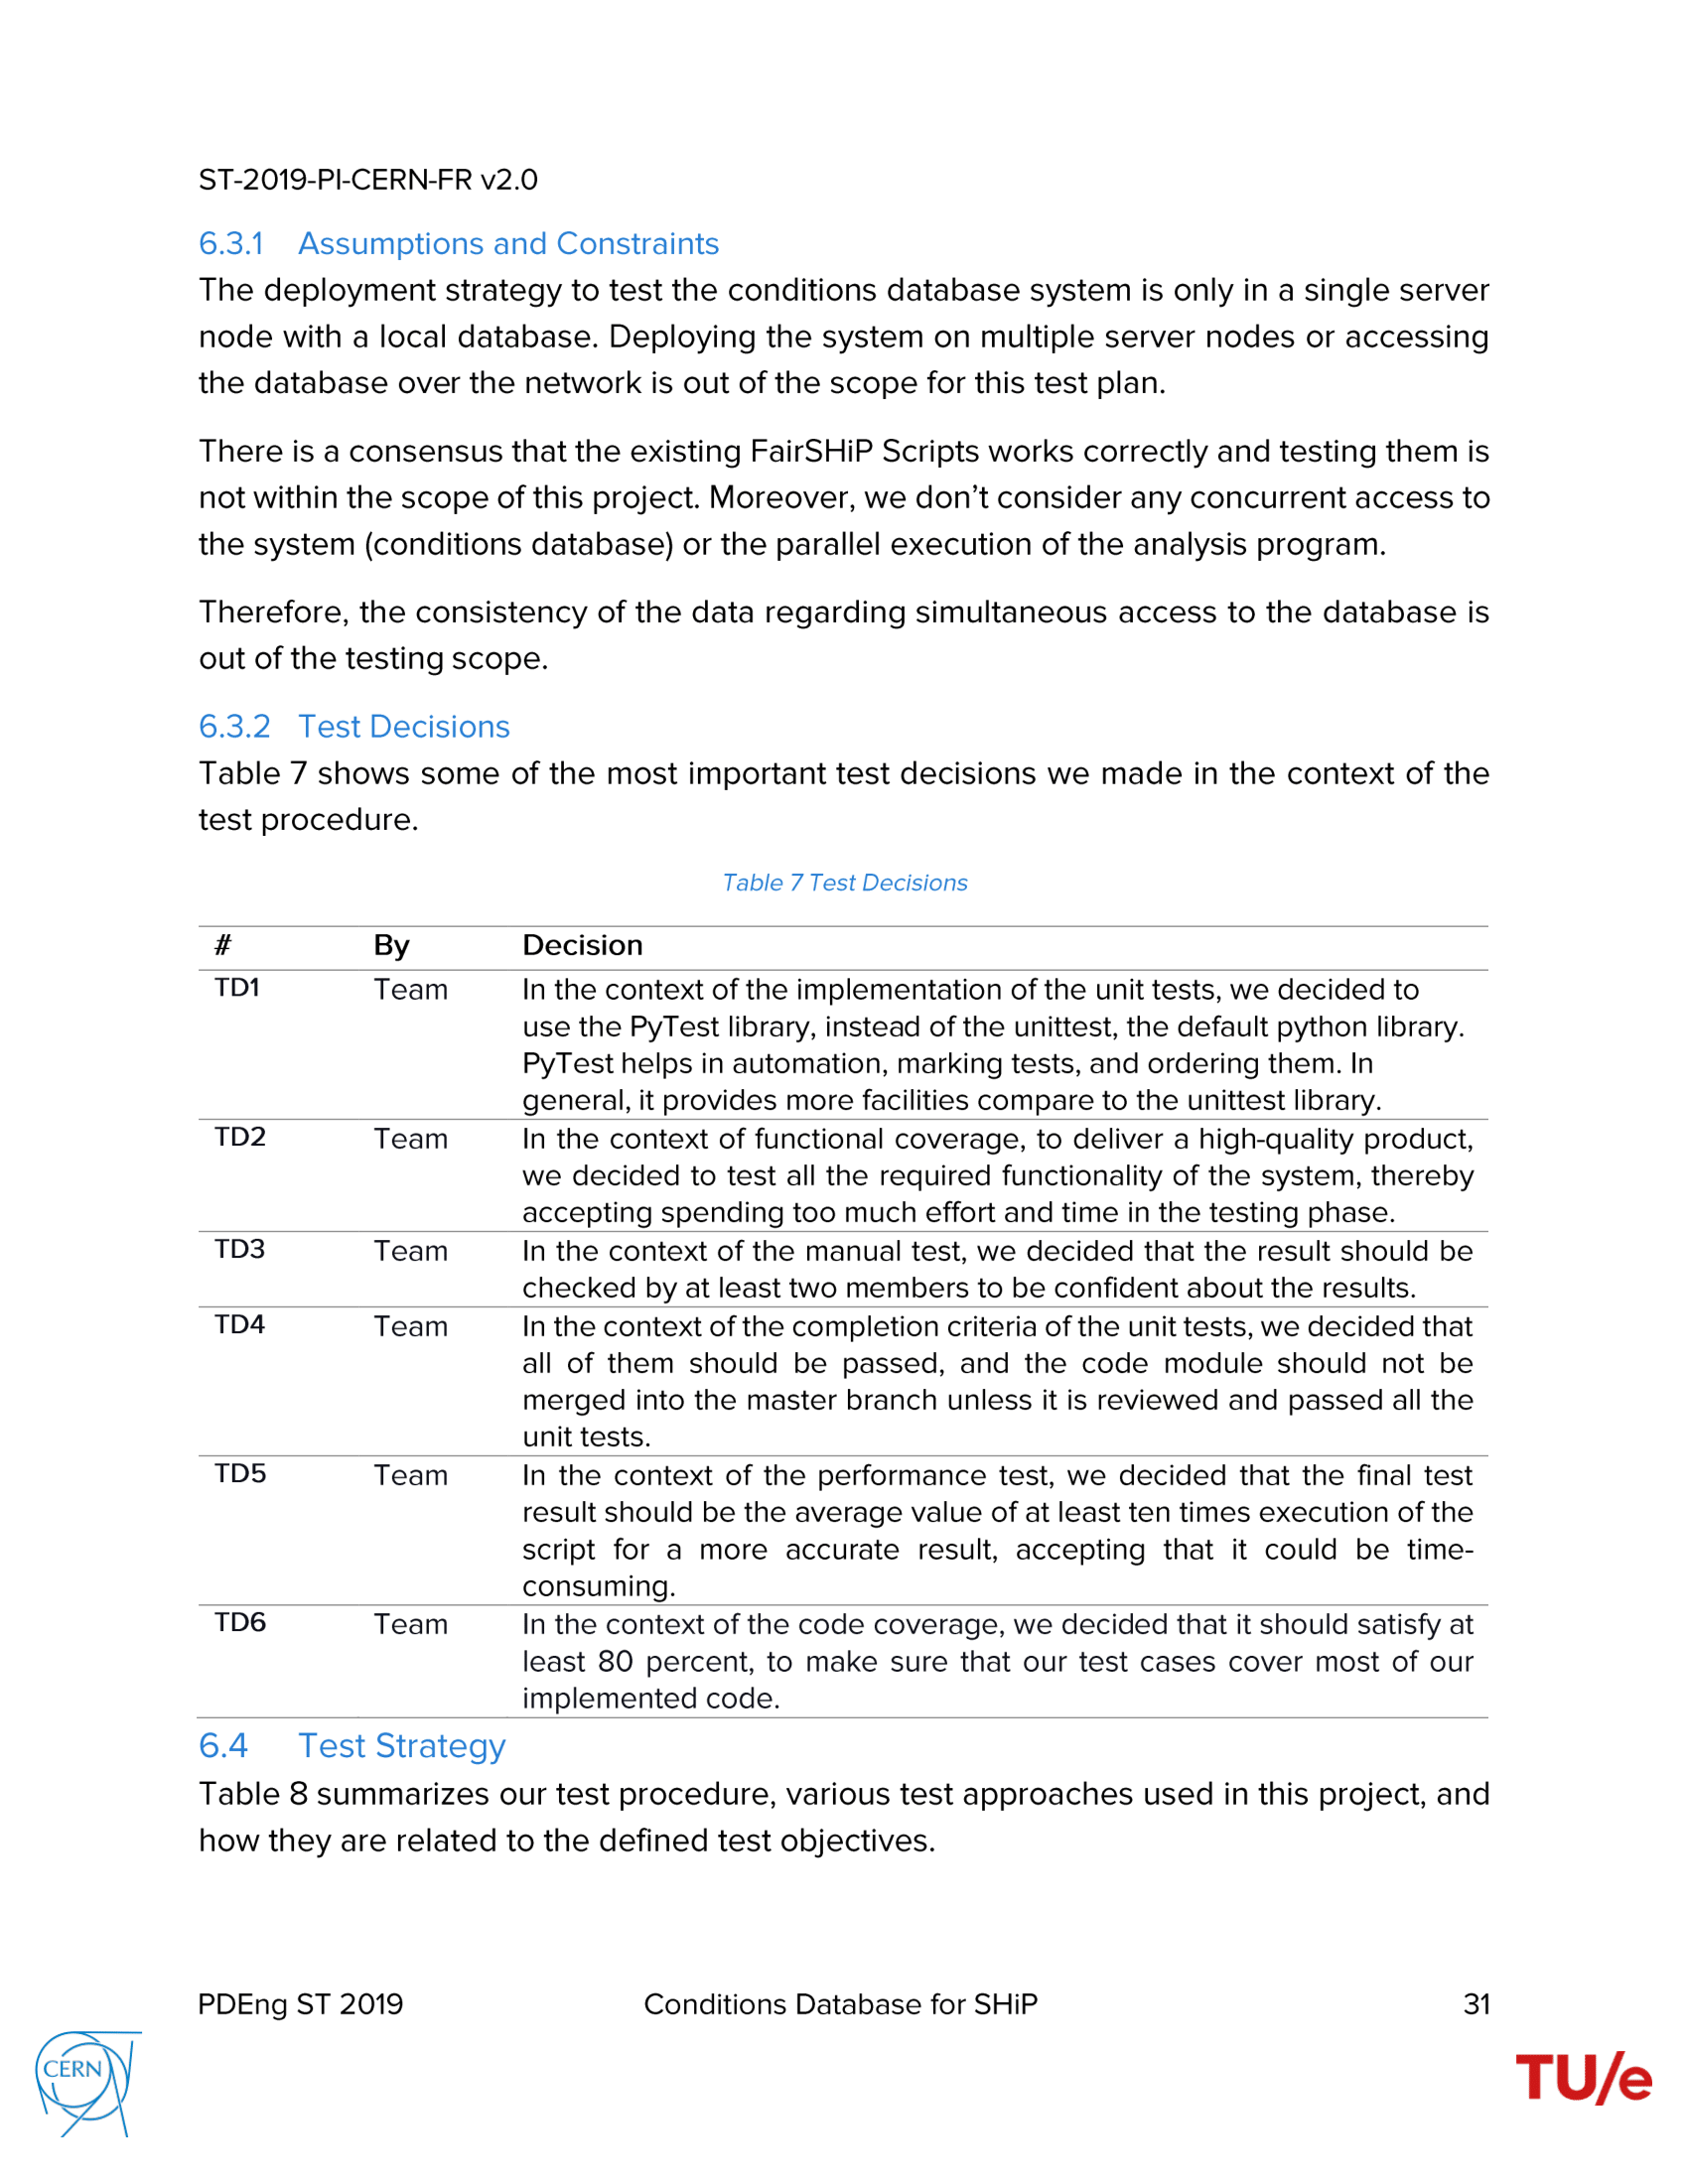 ST-2019-PI-CERN-FR v2.0
6.3.1 Assumptions and Constraints
The deployment strategy to test the conditions database system is only in a single server
node with a local database. Deploying the system on multiple server nodes or accessing
the database over the network is out of the scope for this test plan.
There is a consensus that the existing FairSHiP Scripts works correctly and testing them is
not within the scope of this project. Moreover, we don’t consider any concurrent access to
the system (conditions database) or the parallel execution of the analysis program.
Therefore, the consistency of the data regarding simultaneous access to the database is
out of the testing scope.
6.3.2 Test Decisions
Table 7 shows some of the most important test decisions we made in the context of the
test procedure.
Table 7 Test Decisions
# By Decision
TD1 Team In the context of the implementation of the unit tests, we decided to
use the PyTest library, instead of the unittest, the default python library.
PyTest helps in automation, marking tests, and ordering them. In
general, it provides more facilities compare to the unittest library.
TD2 Team In the context of functional coverage, to deliver a high-quality product,
we decided to test all the required functionality of the system, thereby
accepting spending too much effort and time in the testing phase.
TD3 Team In the context of the manual test, we decided that the result should be
checked by at least two members to be confident about the results.
TD4 Team In the context of the completion criteria of the unit tests, we decided that
all of them should be passed, and the code module should not be
merged into the master branch unless it is reviewed and passed all the
unit tests.
TD5 Team In the context of the performance test, we decided that the final test
result should be the average value of at least ten times execution of the
script for a more accurate result, accepting that it could be time-
consuming.
TD6 Team In the context of the code coverage, we decided that it should satisfy at
least 80 percent, to make sure that our test cases cover most of our
implemented code.
6.4 Test Strategy
Table 8 summarizes our test procedure, various test approaches used in this project, and
how they are related to the defined test objectives.
PDEng ST 2019 Conditions Database for SHiP 31
CERN
TU/e